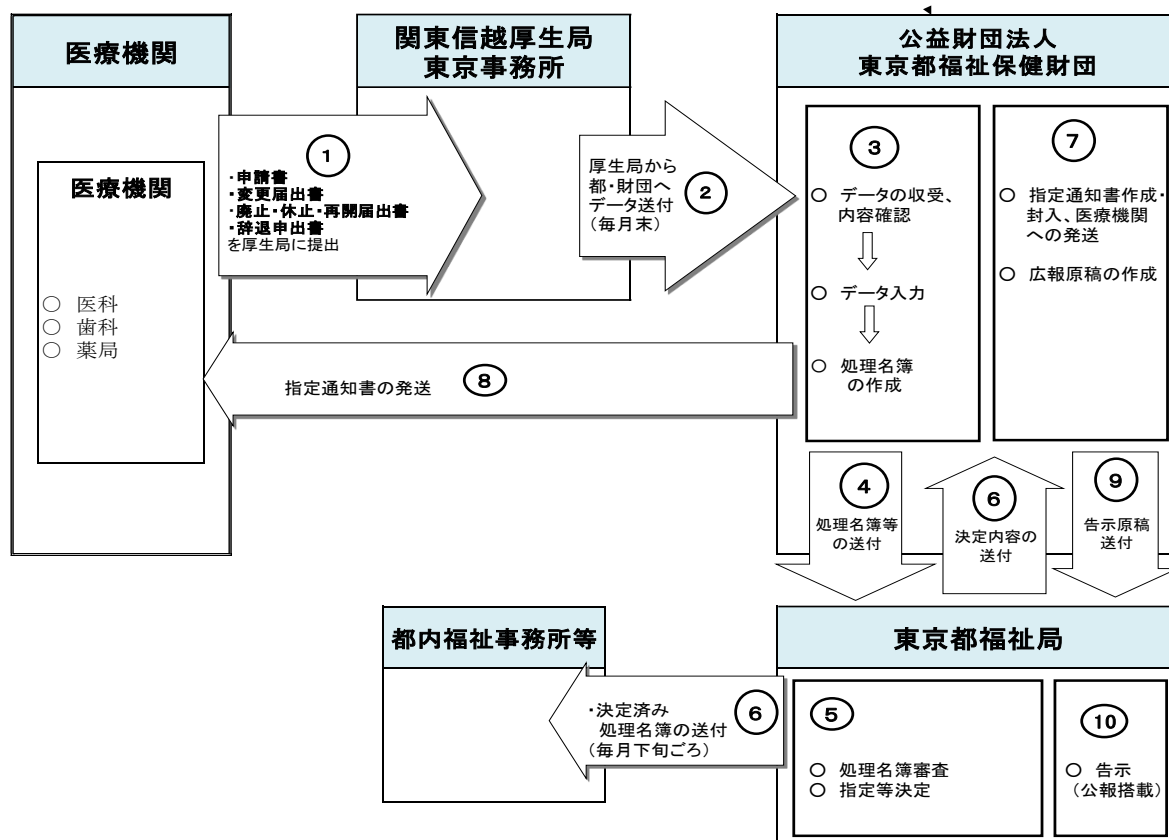 医療機関
関東信越厚生局
東京事務所
公益財団法人
東京都福祉保健財団
医療機関
○ 医科
○ 歯科
○ 薬局
1
・申請書
・変更届出書
・廃止・休止・再開届出書
・辞退申出書
を厚生局に提出
厚生局から
都・財団へ
データ送付
(毎月末)
2
3
○ データの収受、
内容確認
○ データ入力
○ 処理名簿
の作成
7
○ 指定通知書作成・
封入、医療機関
への発送
○ 広報原稿の作成
指定通知書の発送
8
4
処理名簿等
の送付
6
決定内容の
送付
9
告示原稿
送付
都内福祉事務所等
東京都福祉局
・決定済み
処理名簿の送付
(毎月下旬ごろ)
6
5
○ 処理名簿審査
○ 指定等決定
10
○ 告示
(公報搭載)